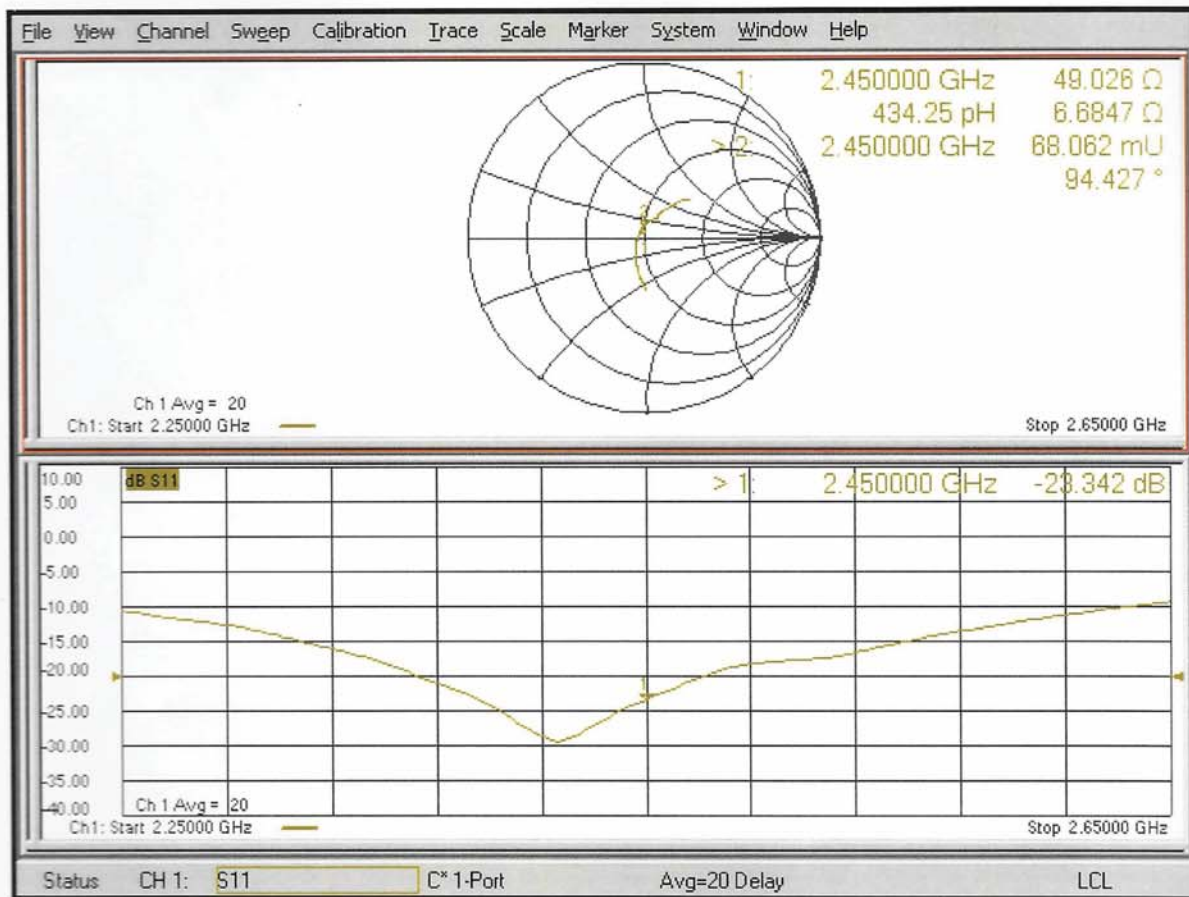 File View Channel Sweep Calibration Trace Scale Marker System Window Help
1: 2.450000 GHz 49.026 Ω
434.25 pH 6.6847 Ω
> 2: 2.450000 GHz 68.062 mU
94.427 °
2
Ch 1 Avg = 20
Ch1: Start 2.25000 GHz Stop 2.65000 GHz
10.00 dB S11 > 1: 2.450000 GHz -23.342 dB
5.00
0.00
-5.00
-10.00
-15.00
-20.00
1
-25.00
-30.00
-35.00
-40.00 Ch 1 Avg = 20
Ch1: Start 2.25000 GHz Stop 2.65000 GHz
Status CH 1: S11 C* 1-Port Avg=20 Delay LCL